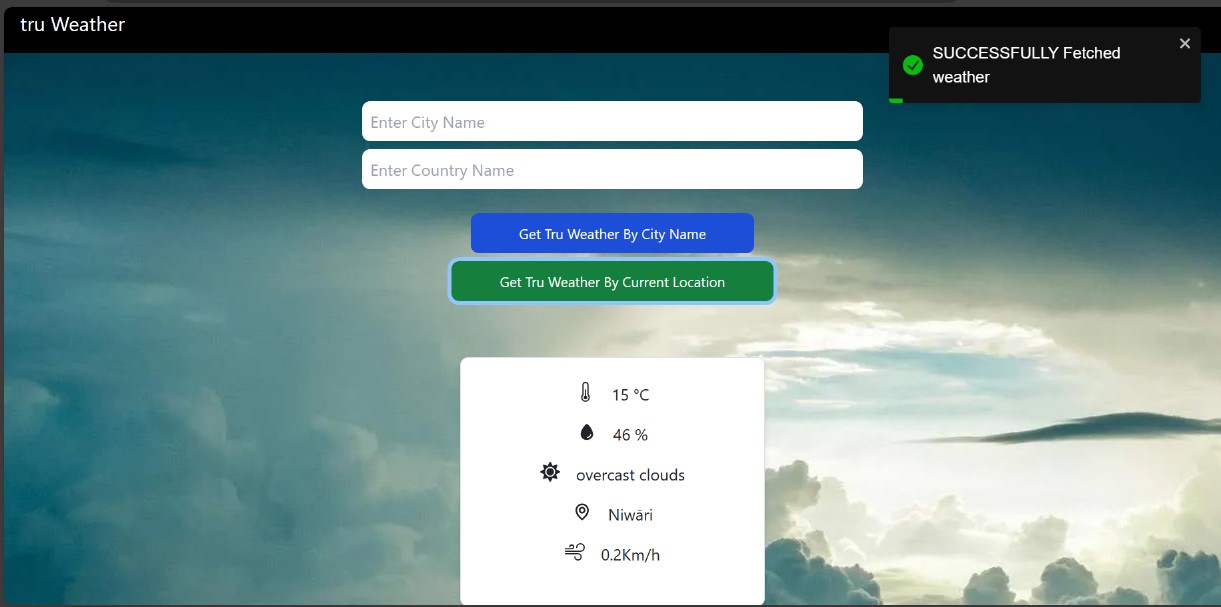 tru Weather
SUCCESSFULLY Fetched
weather
Enter City Name
Enter Country Name
Get Tru Weather By City Name
Get Tru Weather By Current Location
15 °C
46 %
overcast clouds
Niwāri
0.2Km/h